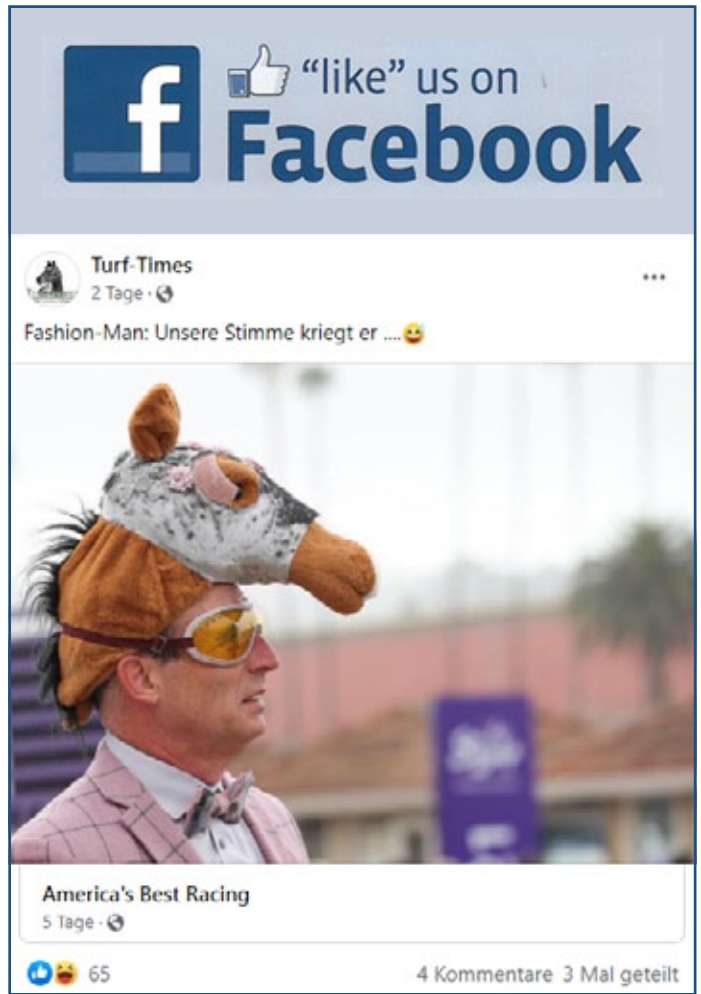 f
"like" us on
Facebook
Turf-Times
2 Tage ·
Fashion-Man: Unsere Stimme kriegt er ....😅
America's Best Racing
5 Tage ·
65
4 Kommentare 3 Mal geteilt